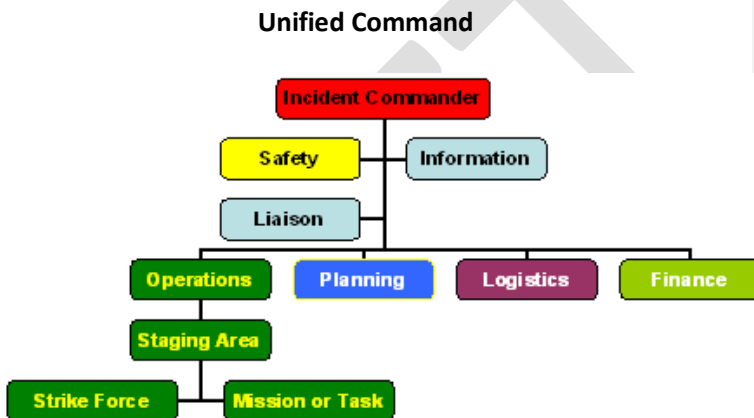 Unified Command
Incident Commander
Safety
Information
Liaison
Operations
Planning
Logistics
Finance
Staging Area
Strike Force
Mission or Task